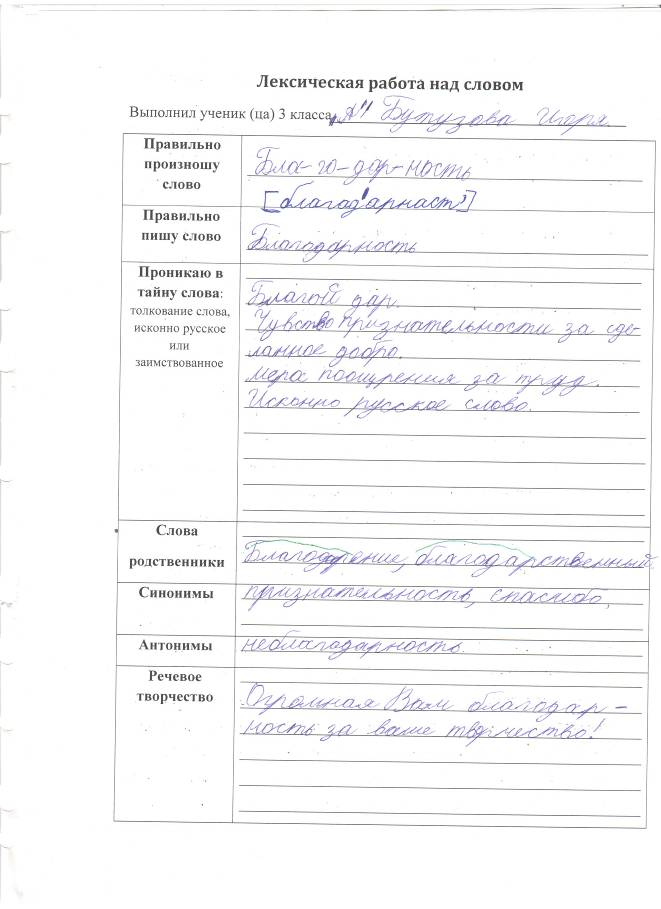 Лексическая работа над словом
Выполнил ученик (ца) 3 класса „А" Бутузова Игоря
Правильно произношу слово
Бла-го-дар-ность
[благад'арнаст']
Правильно пишу слово
Благодарность
Проникаю в тайну слова: толкование слова, исконно русское или заимствованное
Благой дар.
Чувство признательности за сде-
ланное добро.
Мера поощрения за труд.
Исконно русское слово.
Слова родственники
Благодарение, благодарственный
Синонимы
признательность, спасибо,
Антонимы
неблагодарность.
Речевое творчество
Огромная Вам благодар-
ность за ваше творчество!